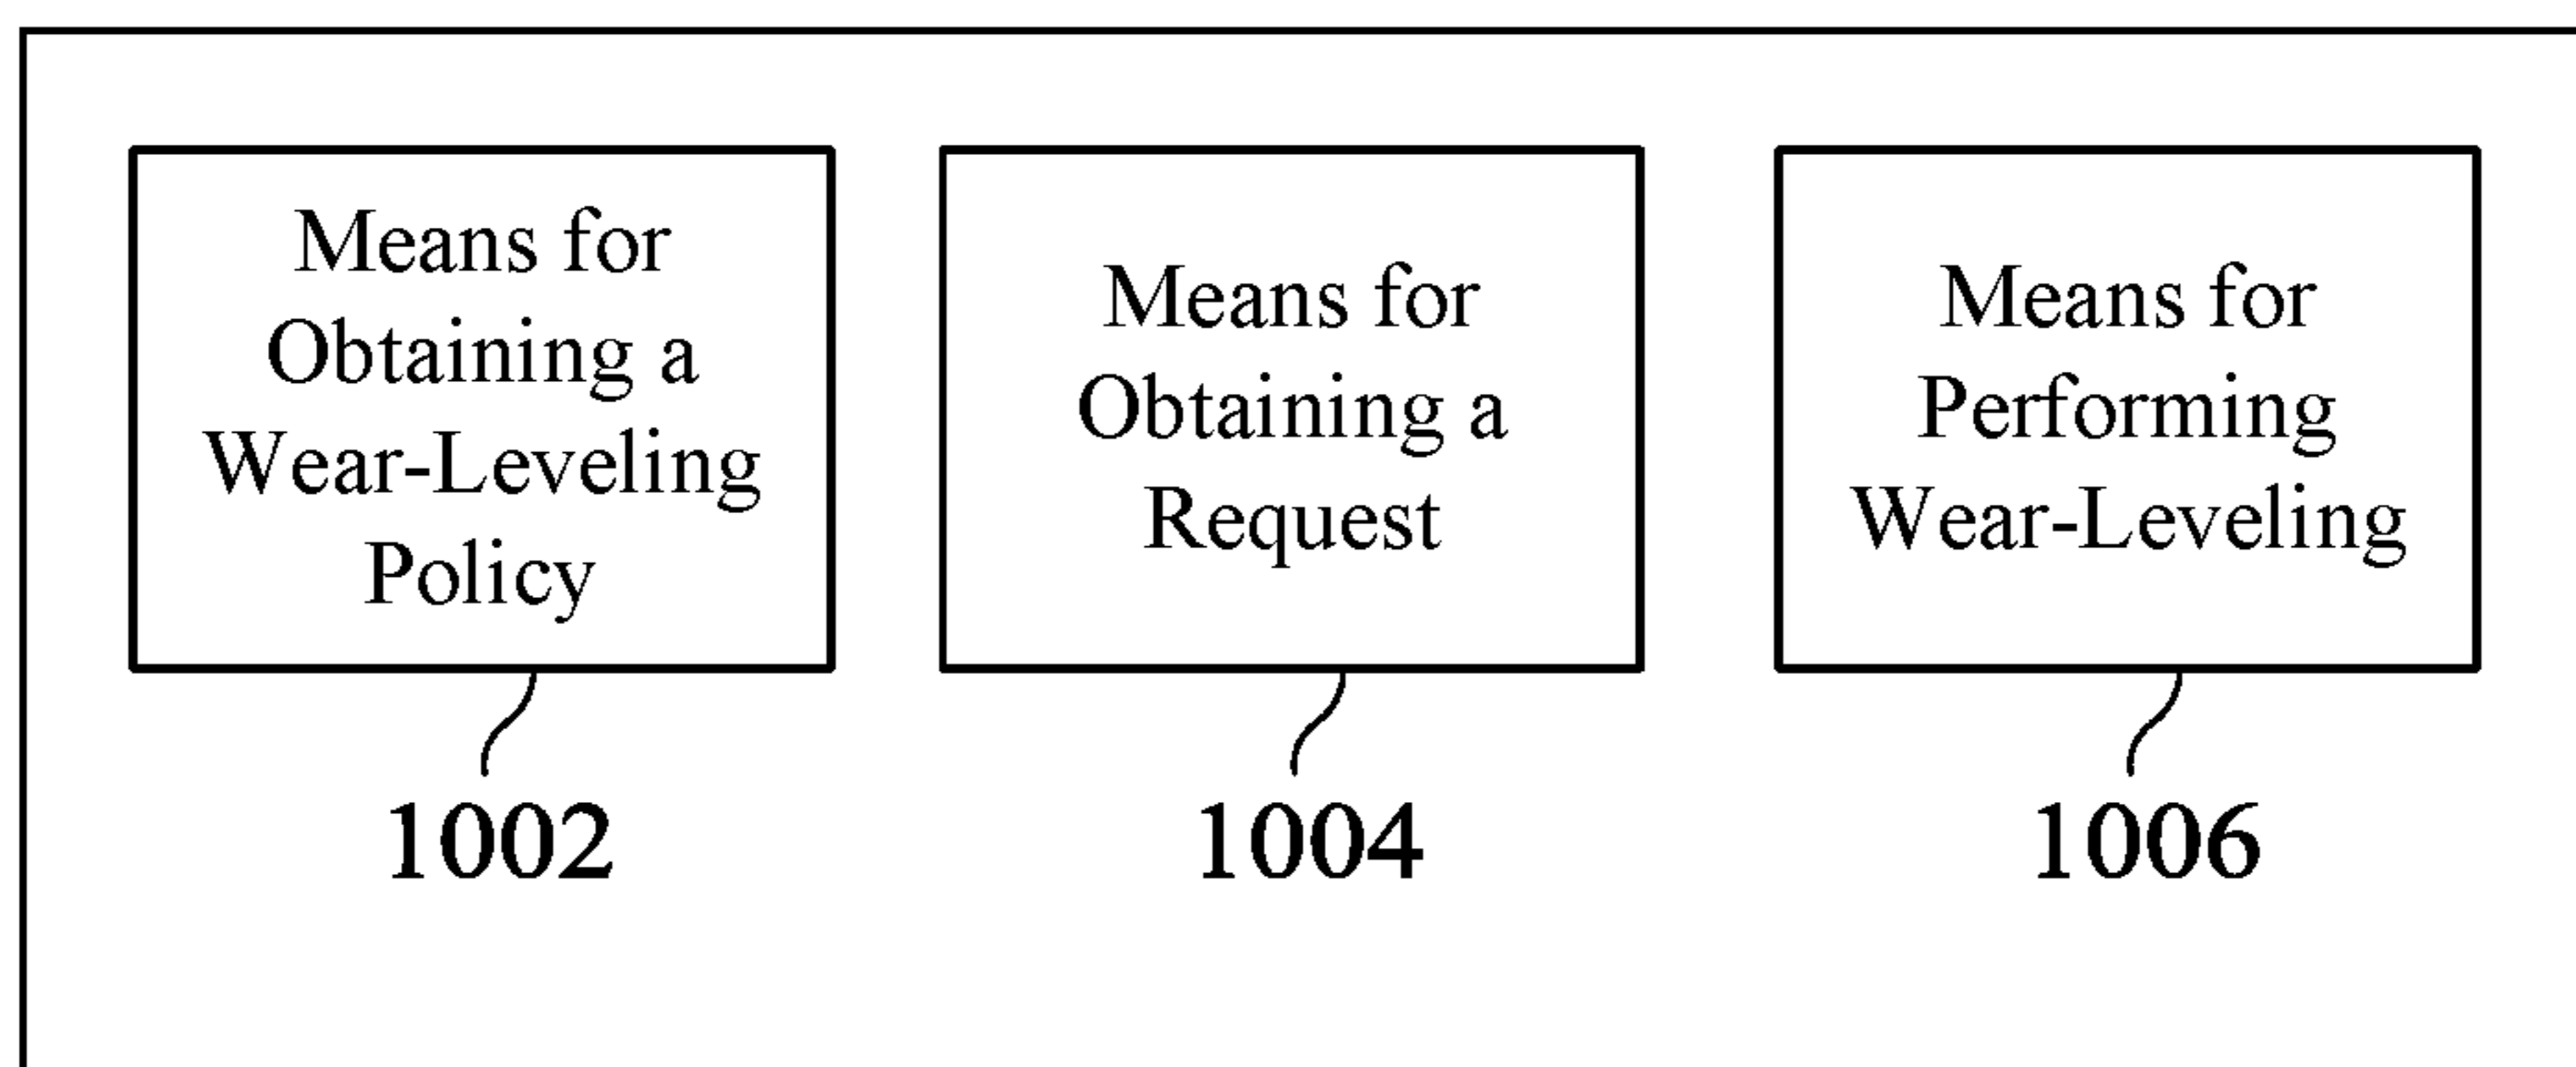 Means for
Obtaining a
Wear-Leveling
Policy
1002
Means for
Obtaining a
Request
1004
Means for
Performing
Wear-Leveling
1006